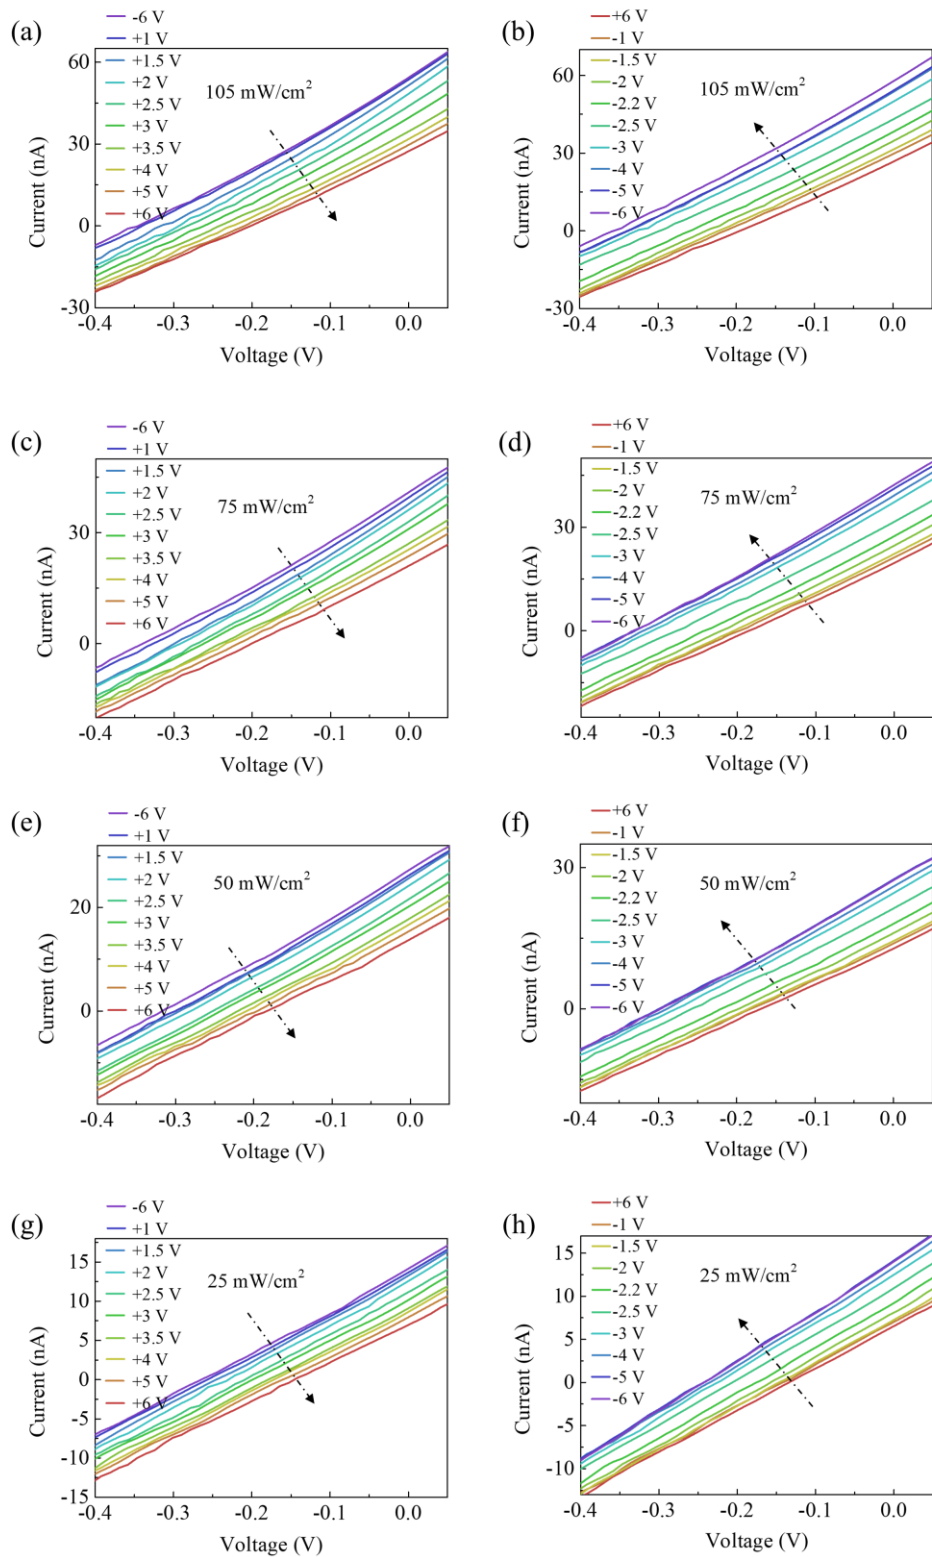 (a)
-6 V
+1 V
+1.5 V
+2 V
+2.5 V
+3 V
+3.5 V
+4 V
+5 V
+6 V
105 mW/cm²
60
30
0
-30
Current (nA)
-0.4 -0.3 -0.2 -0.1 0.0
Voltage (V)
(b)
+6 V
-1 V
-1.5 V
-2 V
-2.2 V
-2.5 V
-3 V
-4 V
-5 V
-6 V
105 mW/cm²
60
30
0
-30
Current (nA)
-0.4 -0.3 -0.2 -0.1 0.0
Voltage (V)
(c)
-6 V
+1 V
+1.5 V
+2 V
+2.5 V
+3 V
+3.5 V
+4 V
+5 V
+6 V
75 mW/cm²
30
0
Current (nA)
-0.4 -0.3 -0.2 -0.1 0.0
Voltage (V)
(d)
+6 V
-1 V
-1.5 V
-2 V
-2.2 V
-2.5 V
-3 V
-4 V
-5 V
-6 V
75 mW/cm²
30
0
Current (nA)
-0.4 -0.3 -0.2 -0.1 0.0
Voltage (V)
(e)
-6 V
+1 V
+1.5 V
+2 V
+2.5 V
+3 V
+3.5 V
+4 V
+5 V
+6 V
50 mW/cm²
20
0
Current (nA)
-0.4 -0.3 -0.2 -0.1 0.0
Voltage (V)
(f)
+6 V
-1 V
-1.5 V
-2 V
-2.2 V
-2.5 V
-3 V
-4 V
-5 V
-6 V
50 mW/cm²
30
0
Current (nA)
-0.4 -0.3 -0.2 -0.1 0.0
Voltage (V)
(g)
-6 V
+1 V
+1.5 V
+2 V
+2.5 V
+3 V
+3.5 V
+4 V
+5 V
+6 V
25 mW/cm²
15
10
5
0
-5
-10
-15
Current (nA)
-0.4 -0.3 -0.2 -0.1 0.0
Voltage (V)
(h)
+6 V
-1 V
-1.5 V
-2 V
-2.2 V
-2.5 V
-3 V
-4 V
-5 V
-6 V
25 mW/cm²
15
10
5
0
-5
-10
Current (nA)
-0.4 -0.3 -0.2 -0.1 0.0
Voltage (V)